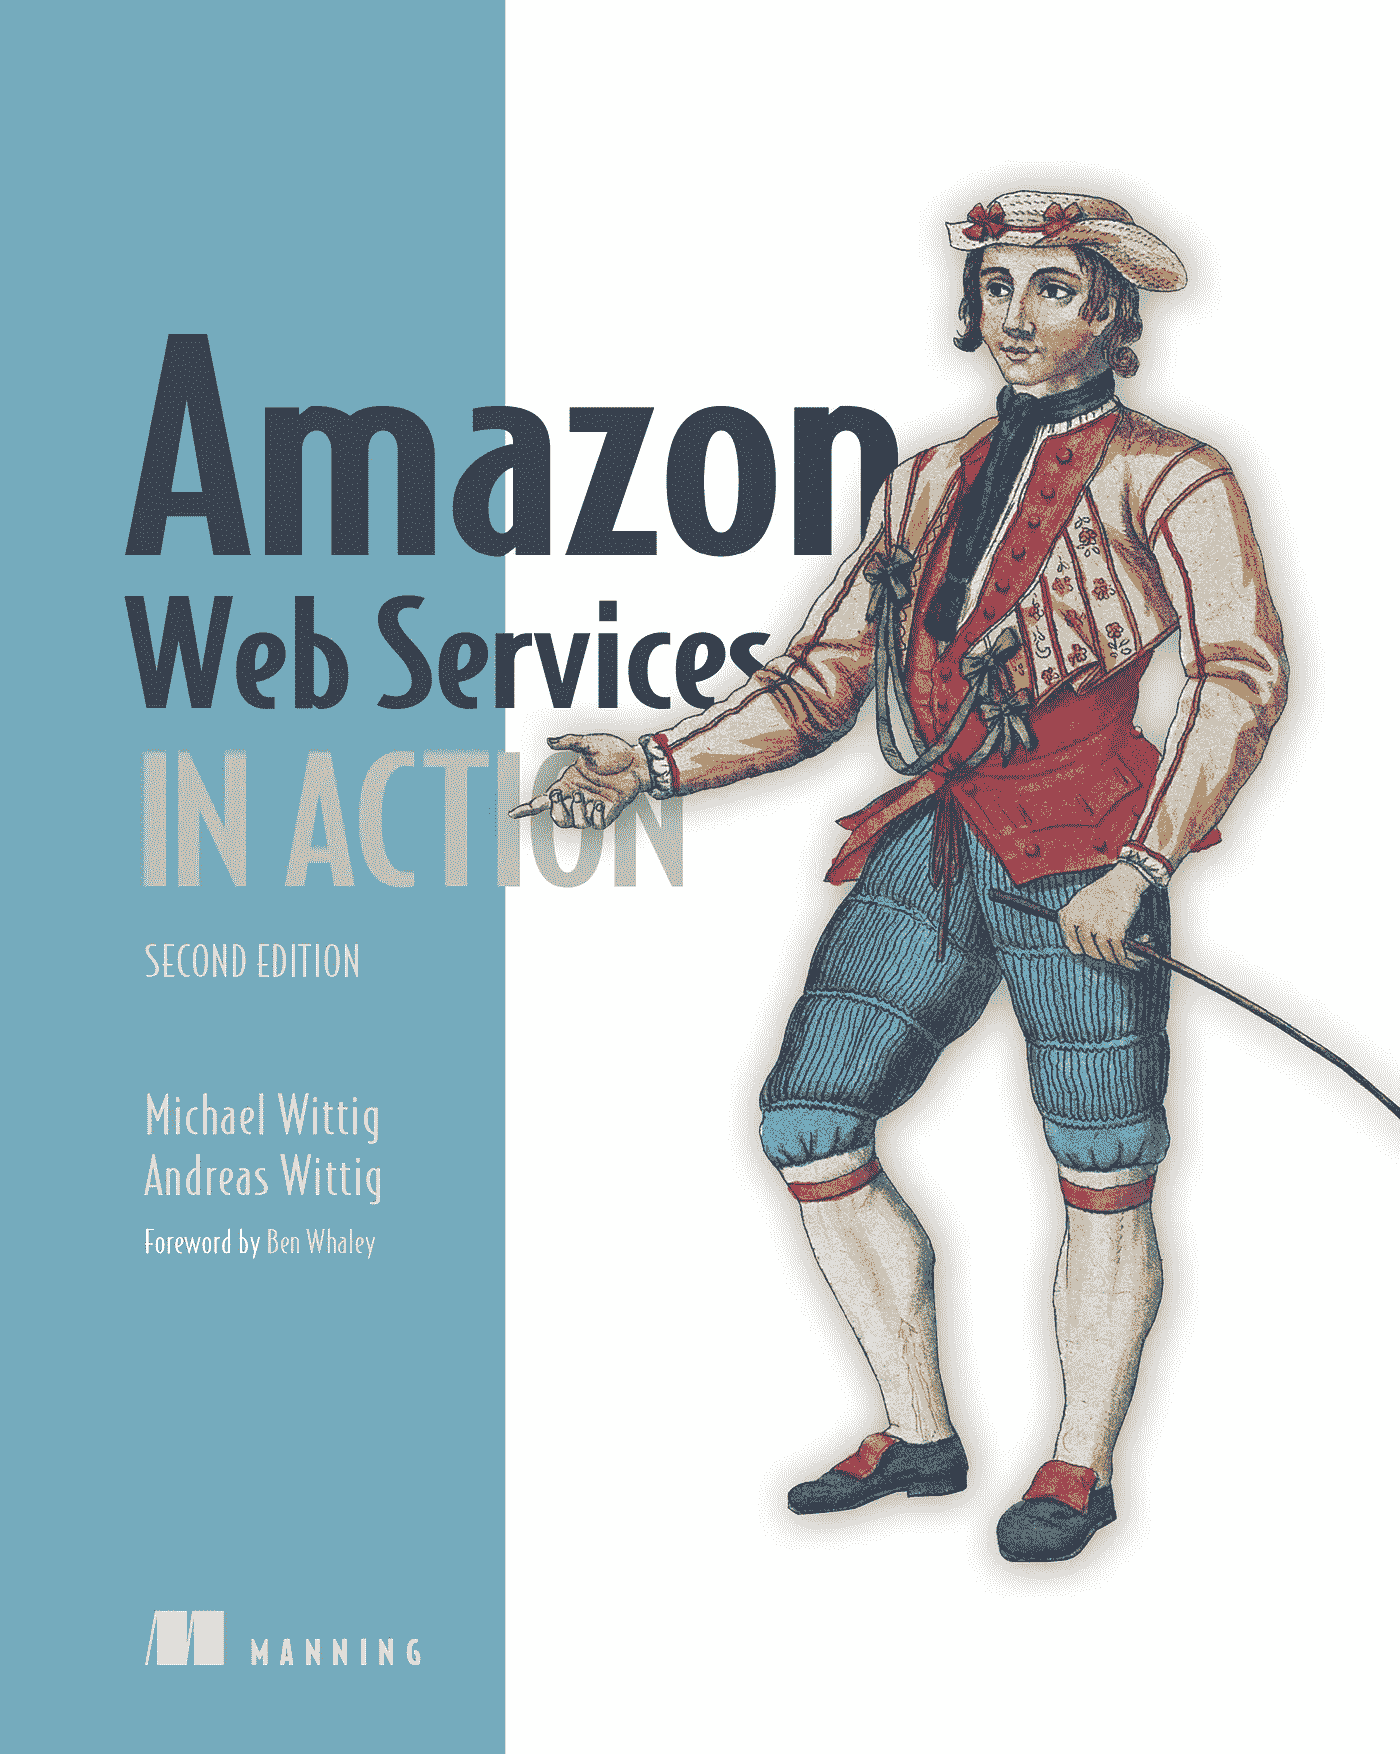 Amazon
Web Services
IN ACTION
SECOND EDITION
Michael Wittig
Andreas Wittig
Foreword by Ben Whaley
MANNING